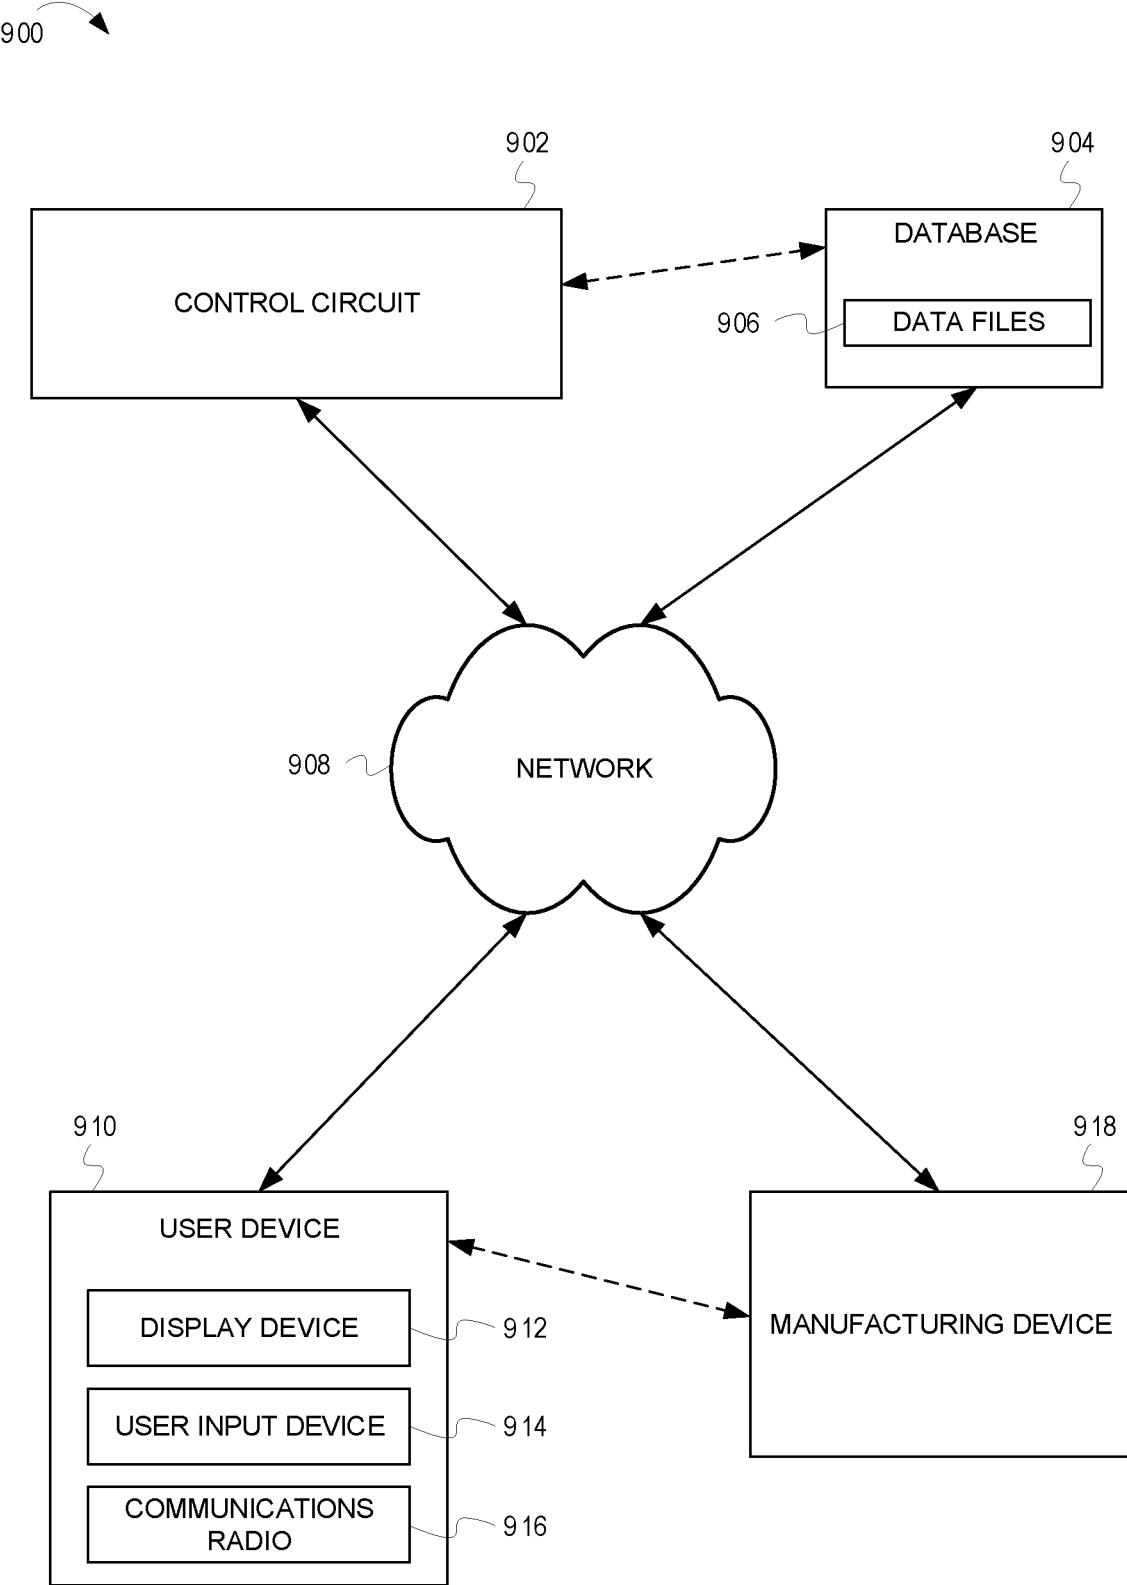 900
902
904
CONTROL CIRCUIT
DATABASE
906
DATA FILES
908
NETWORK
910
918
USER DEVICE
DISPLAY DEVICE
912
USER INPUT DEVICE
914
COMMUNICATIONS
RADIO
916
MANUFACTURING DEVICE